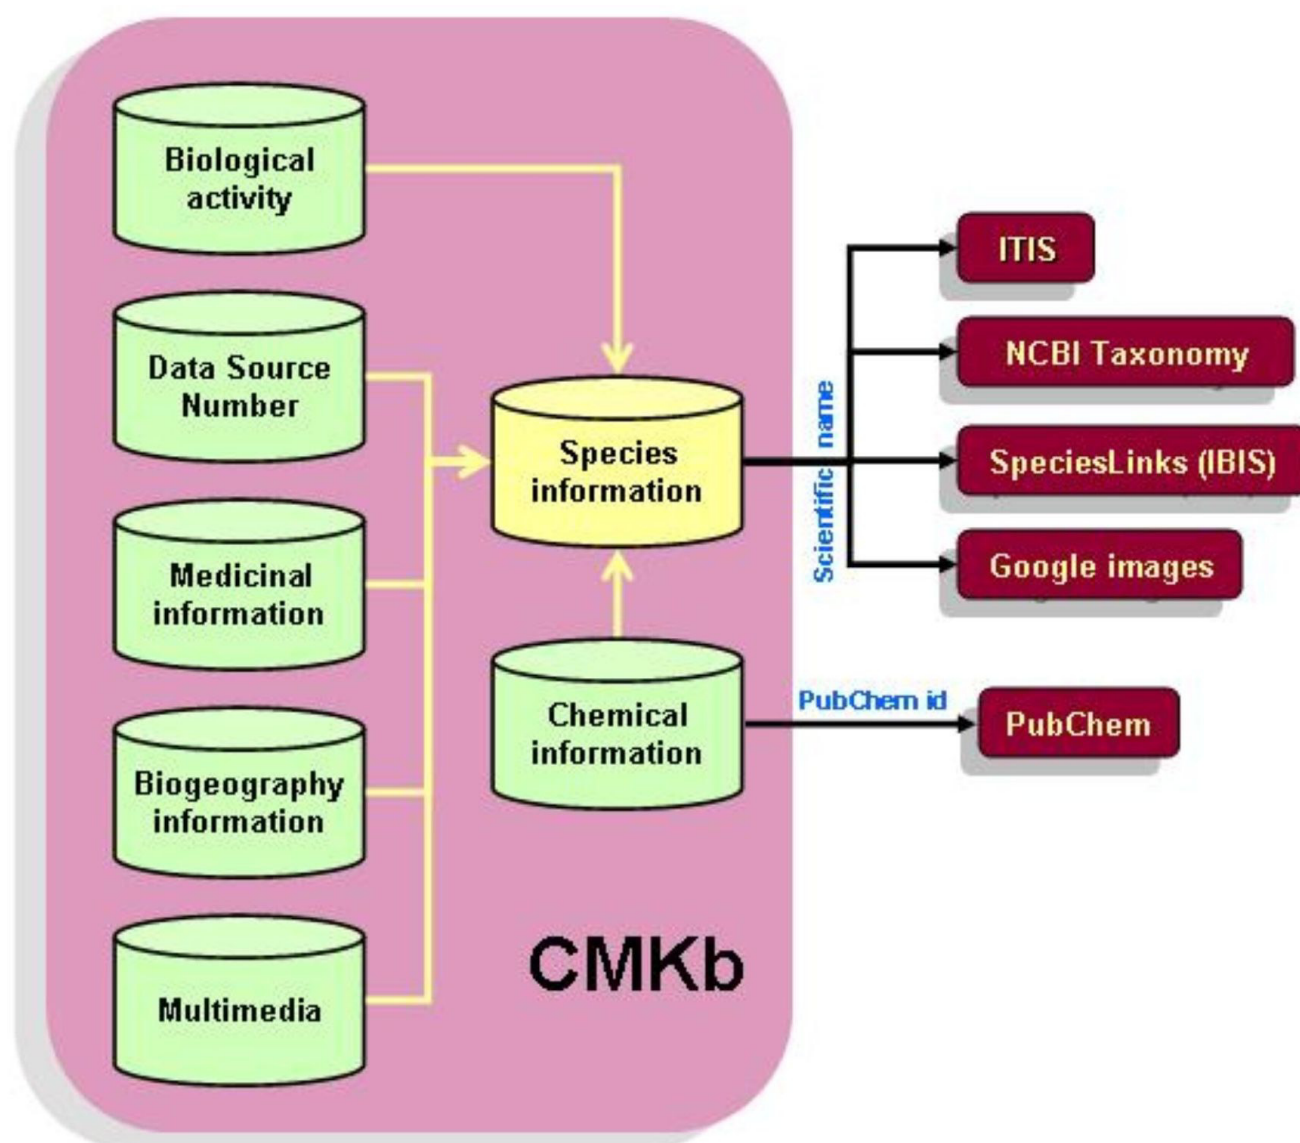 Biological
activity
Data Source
Number
Medicinal
information
Biogeography
information
Multimedia
Species
information
Chemical
information
CMKb
Scientific name
ITIS
NCBI Taxonomy
SpeciesLinks (IBIS)
Google images
PubChem id
PubChem